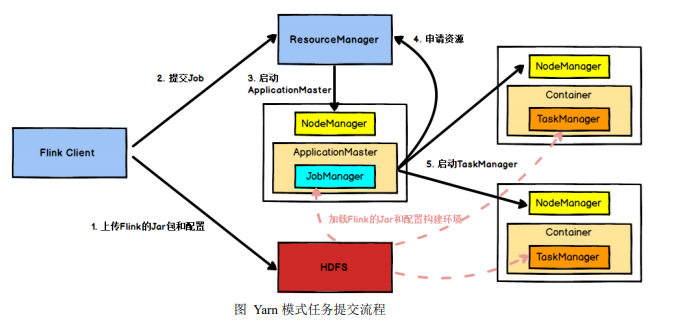 ResourceManager
4. 申请资源
2. 提交Job
3. 启动
ApplicationMaster
NodeManager
Container
TaskManager
NodeManager
Flink Client
ApplicationMaster
JobManager
5. 启动TaskManager
NodeManager
Container
TaskManager
1. 上传Flink的Jar包和配置
加载Flink的Jar和配置构建环境
HDFS
图 Yarn 模式任务提交流程